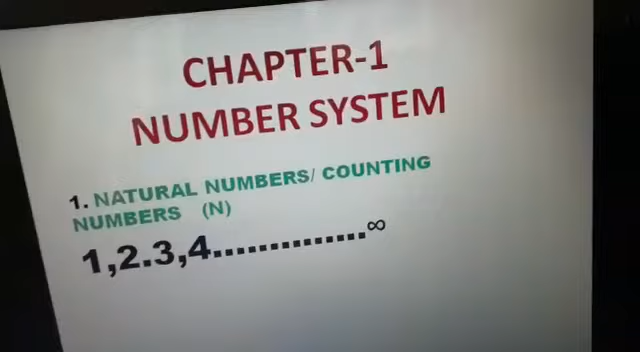 CHAPTER-1
NUMBER SYSTEM
1. NATURAL NUMBERS/ COUNTING
NUMBERS (N)
1,2.3,4..............∞